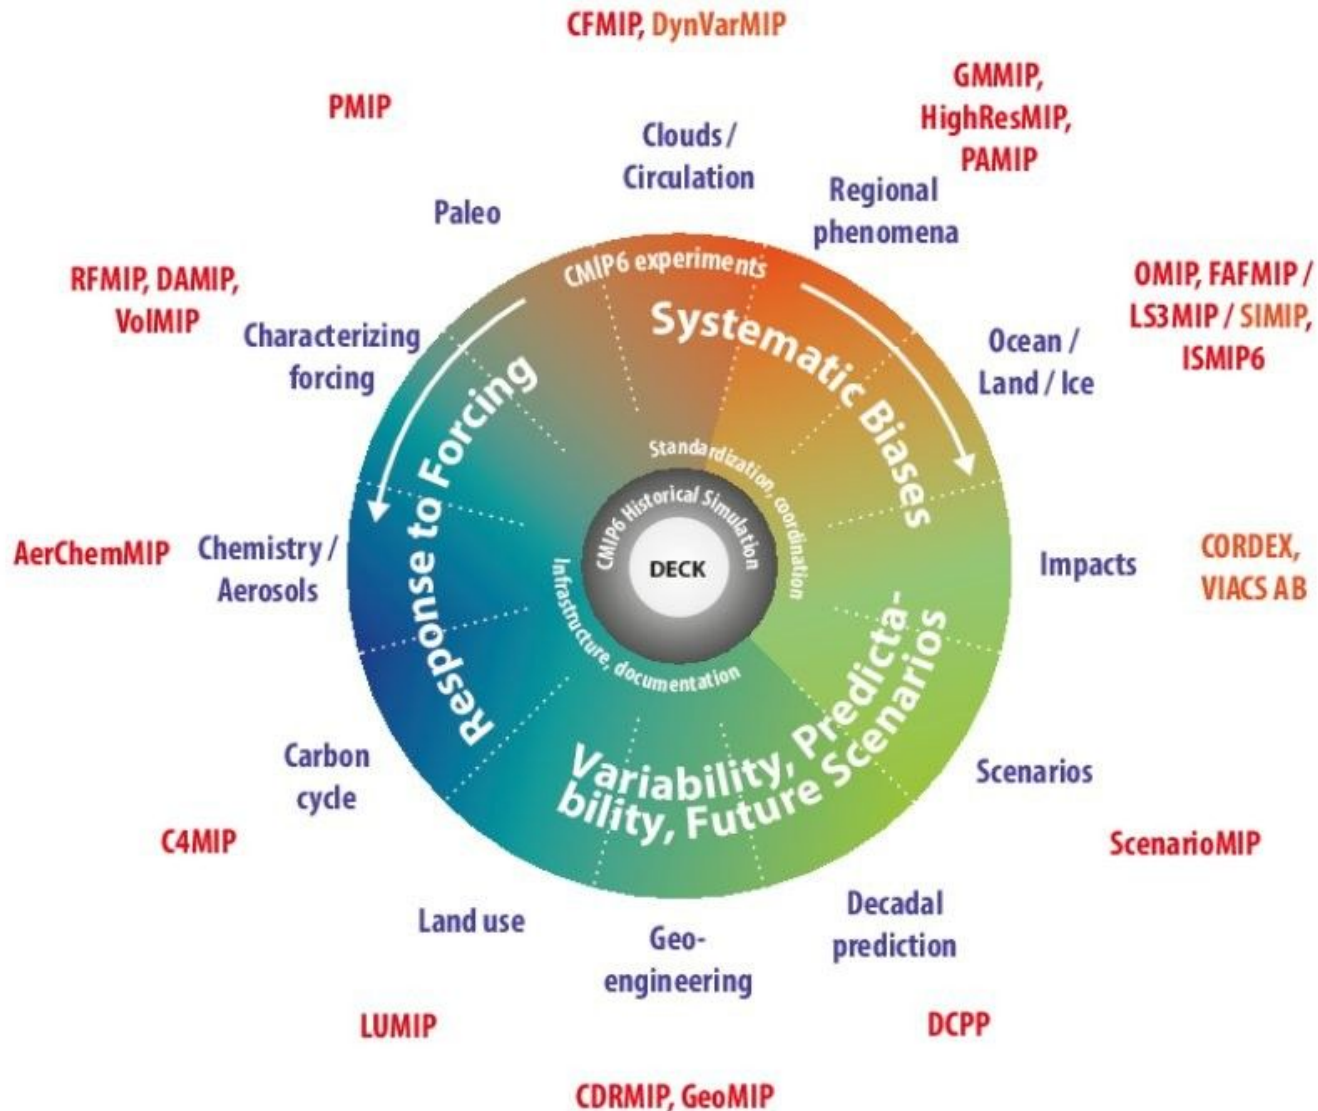 CFMIP, DynVarMIP
GMMIP,
HighResMIP,
PAMIP
PMIP
Clouds /
Circulation
Regional
phenomena
Paleo
RFMIP, DAMIP,
VolMIP
OMIP, FAFMIP /
LS3MIP / SIMIP,
ISMIP6
Characterizing
forcing
Ocean /
Land / Ice
CMIP6 experiments
Systematic Biases
Response to Forcing
Standardization, coordination
CMIP6 Historical Simulation
DECK
Infrastructure, documentation
AerChemMIP
Chemistry /
Aerosols
Impacts
CORDEX,
VIACS AB
Variability, Predicta-
bility, Future Scenarios
Carbon
cycle
Scenarios
C4MIP
ScenarioMIP
Land use
Geo-
engineering
Decadal
prediction
LUMIP
DCPP
CDRMIP, GeoMIP